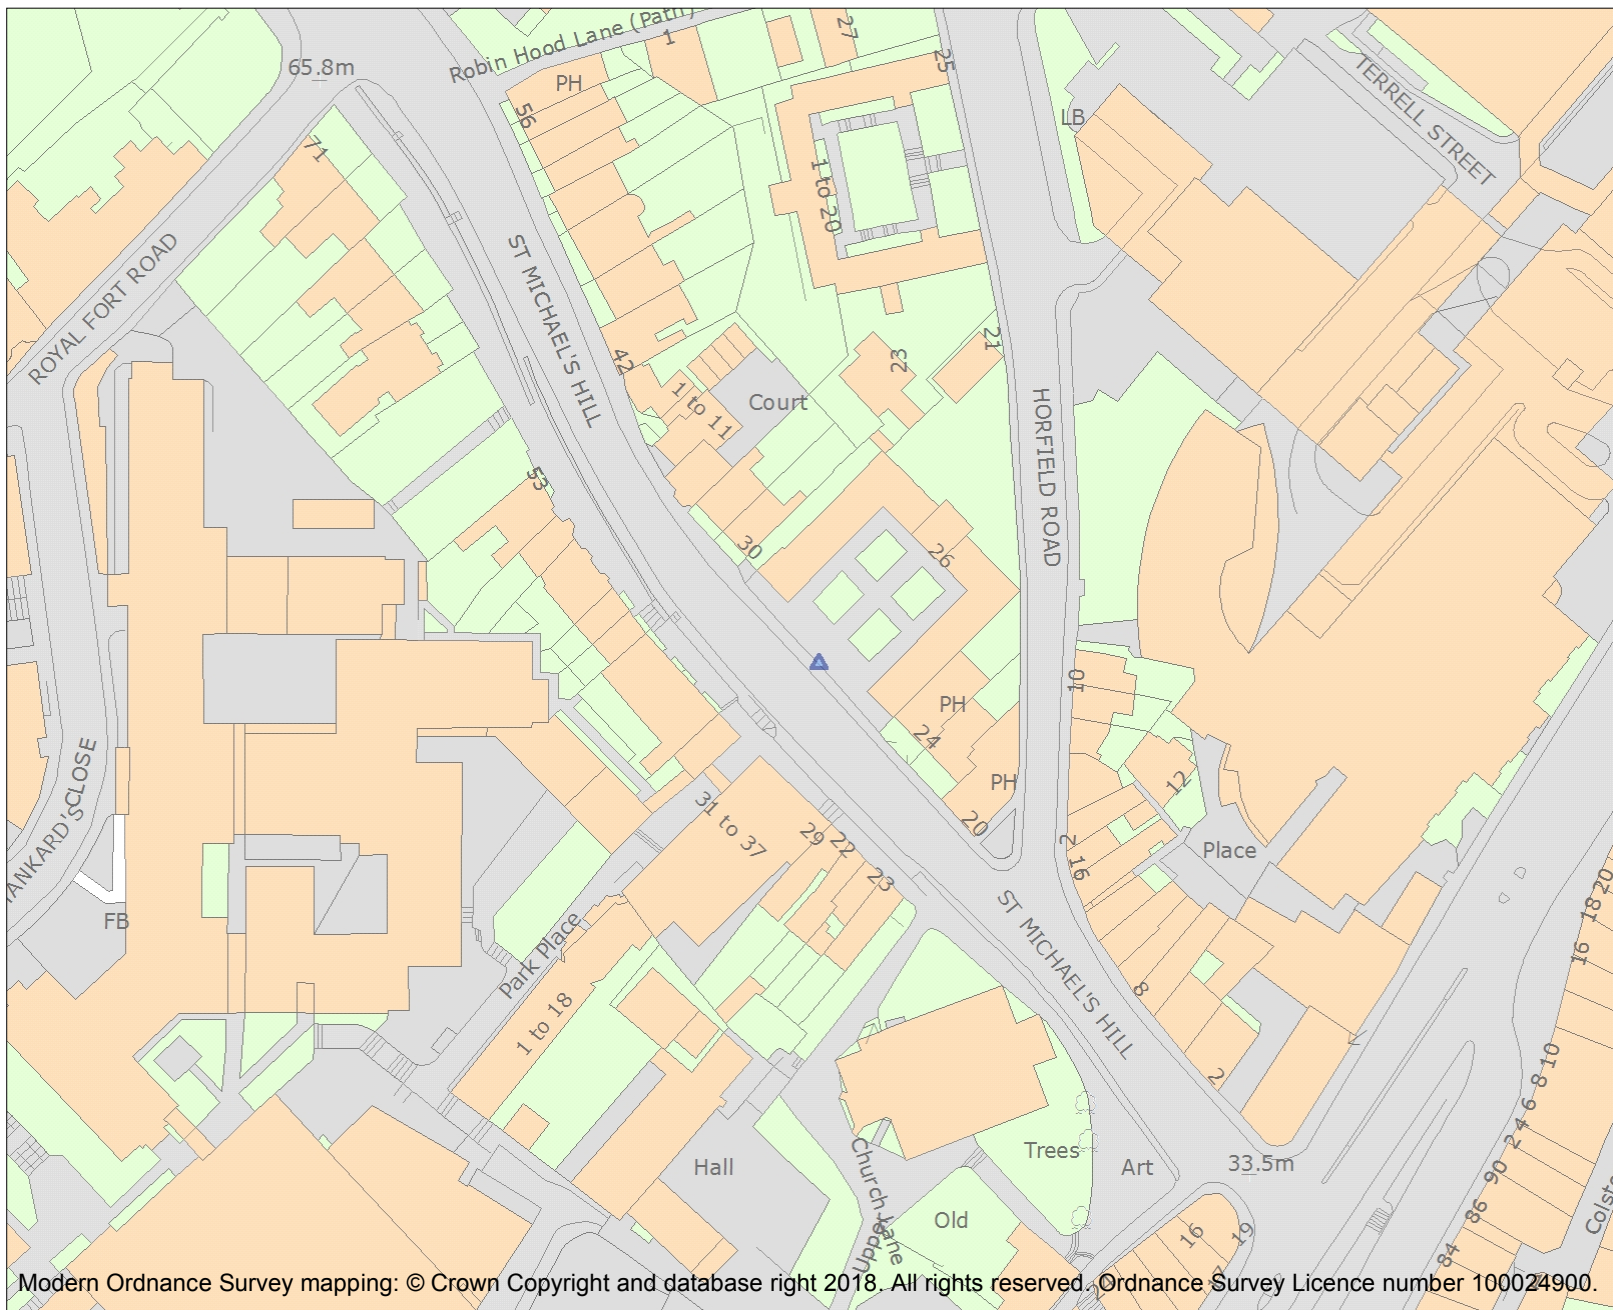 Robin Hood Lane (Path)
1
27
25
65.8m
PH
56
LB
TERRELL STREET
71
1 to 20
ROYAL FORT ROAD
ST MICHAEL'S HILL
42
23
21
1 to 11
Court
HORFIELD ROAD
53
30
26
10
PH
24
12
PH
CLOSE
ANKARD'S
31 to 37
29
22
20
2
16
Place
23
FB
18 20
16
ST MICHAEL'S HILL
Park Place
8
1 to 18
2
10
8
6
4
2
Trees
Art
33.5m
Hall
Church Lane
90
86
Old
16
19
Upper
84
Modern Ordnance Survey mapping: © Crown Copyright and database right 2018. All rights reserved. Ordnance Survey Licence number 100024900.